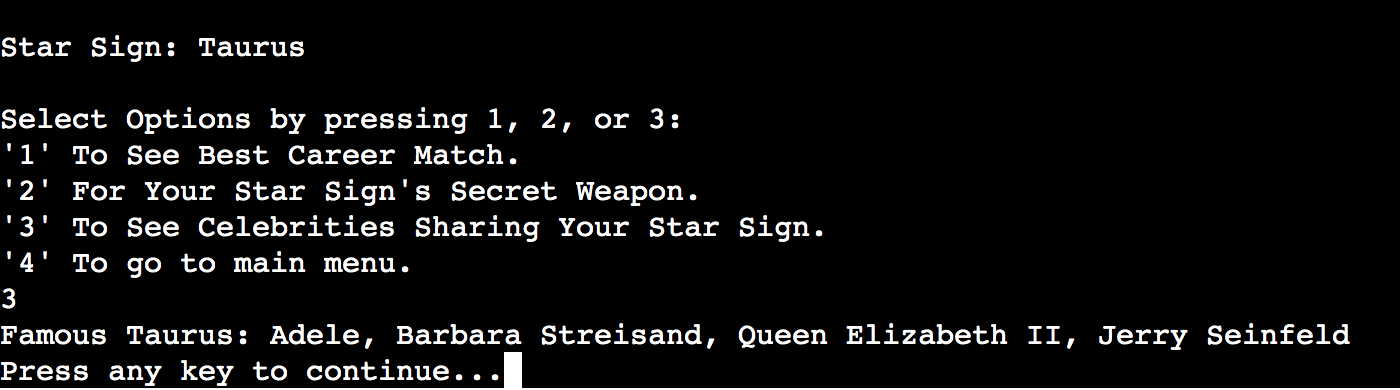 Star Sign: Taurus
Select Options by pressing 1, 2, or 3:
'1' To See Best Career Match.
'2' For Your Star Sign's Secret Weapon.
'3' To See Celebrities Sharing Your Star Sign.
'4' To go to main menu.
3
Famous Taurus: Adele, Barbara Streisand, Queen Elizabeth II, Jerry Seinfeld
Press any key to continue...